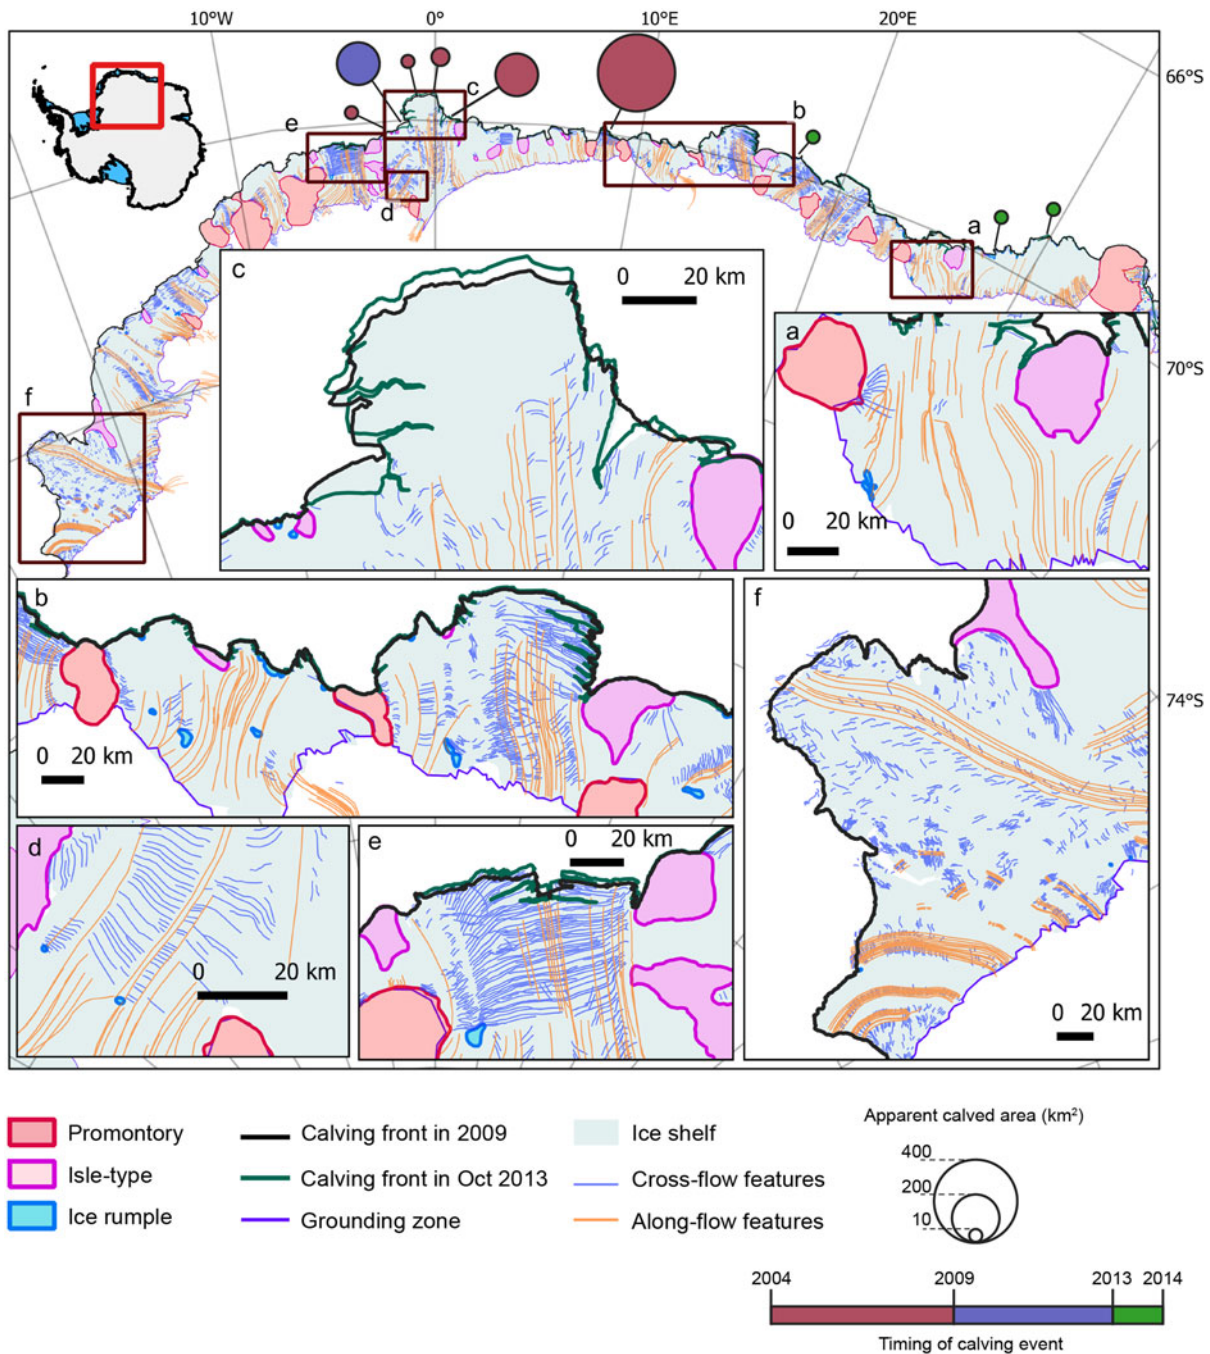 10°W 0° 10°E 20°E
66°S
c
e b
d
a
c
0 20 km
a
70°S
f
0 20 km
b
f
74°S
0 20 km
d
e 0 20 km
0 20 km
0 20 km
Apparent calved area (km²)
Promontory Calving front in 2009 Ice shelf
400
Isle-type Calving front in Oct 2013 Cross-flow features
200
Ice rumple Grounding zone Along-flow features
10
2004 2009 2013 2014
Timing of calving event